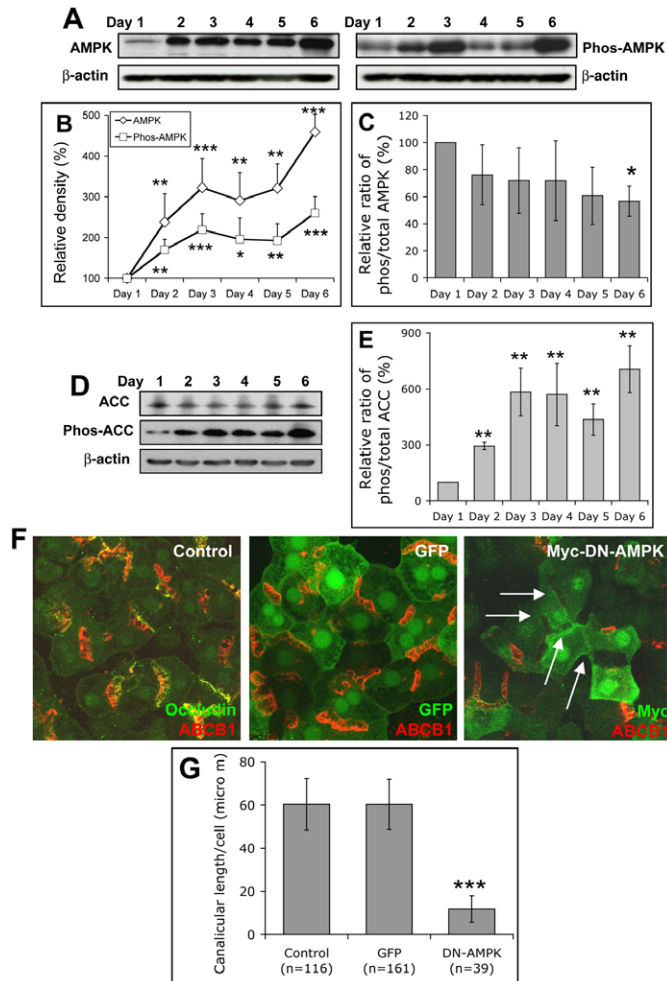 A
Day 1 2 3 4 5 6
1 2 3 4 5 6
AMPK
Phos-AMPK
β-actin
β-actin
B
500
400
300
200
100
Relative density (%)
AMPK
Phos-AMPK
**
***
**
**
***
**
***
*
**
***
Day 1 Day 2 Day 3 Day 4 Day 5 Day 6
C
120
100
80
60
40
20
0
Relative ratio of
phos/total AMPK (%)
*
Day 1 Day 2 Day 3 Day 4 Day 5 Day 6
D
Day 1 2 3 4 5 6
ACC
Phos-ACC
β-actin
E
900
600
300
0
Relative ratio of
phos/total ACC (%)
**
**
**
**
**
Day 1 Day 2 Day 3 Day 4 Day 5 Day 6
F
Control
Occludin
ABCB1
GFP
GFP
ABCB1
Myc-DN-AMPK
Myc
ABCB1
G
80
60
40
20
0
Canalicular length/cell (micro m)
***
Control GFP DN-AMPK
(n=116) (n=161) (n=39)